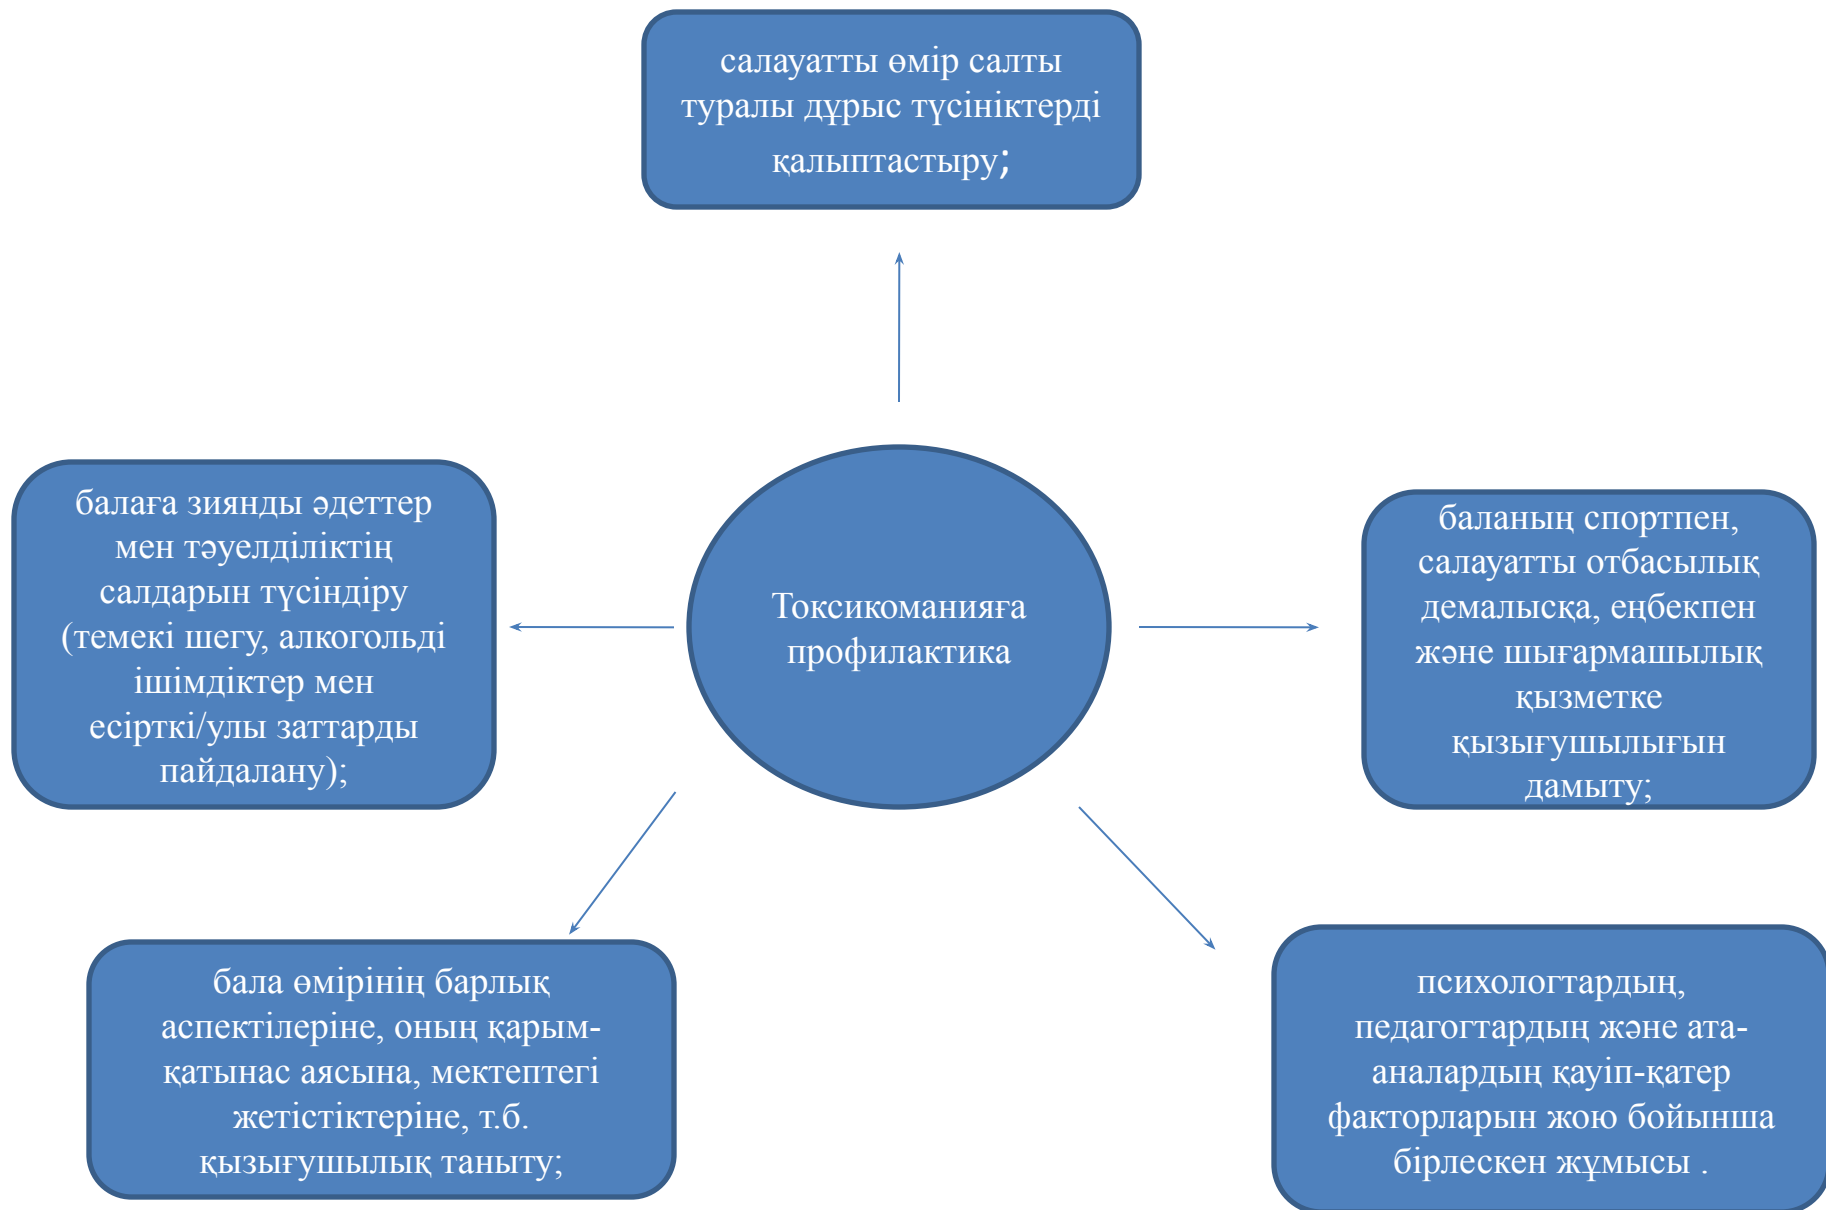 салауатты өмір салты
туралы дұрыс түсініктерді
қалыптастыру;
балаға зиянды әдеттер
мен тәуелділіктің
салдарын түсіндіру
(темекі шегу, алкогольді
ішімдіктер мен
есірткі/улы заттарды
пайдалану);
Токсикоманияға
профилактика
баланың спортпен,
салауатты отбасылық
демалысқа, еңбекпен
және шығармашылық
қызметке
қызығушылығын
дамыту;
бала өмірінің барлық
аспектілеріне, оның қарым-
қатынас аясына, мектептегі
жетістіктеріне, т.б.
қызығушылық таныту;
психологтардың,
педагогтардың және ата-
аналардың қауіп-қатер
факторларын жою бойынша
бірлескен жұмысы .